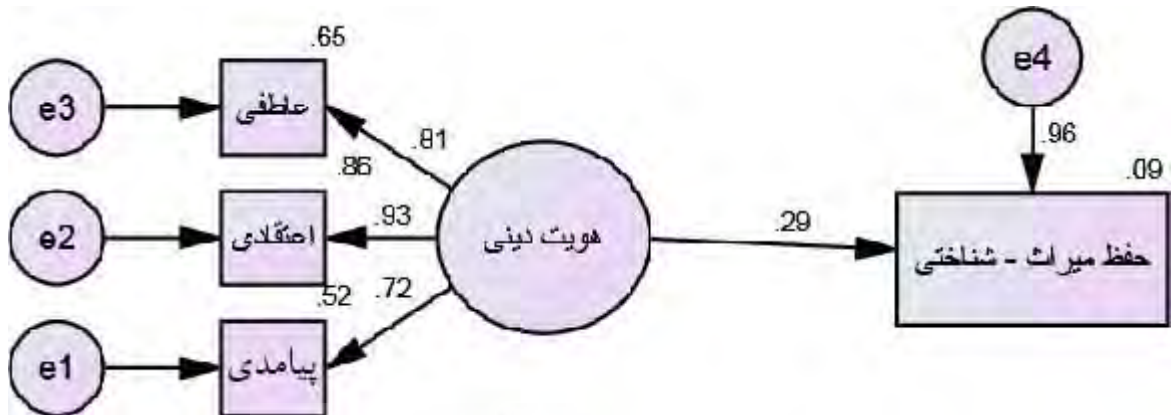 .65
e4
e3
عاطفی
.81
.96
.86
.09
e2
اعتقادی
.93
هویت دینی
.29
حفظ میراث - شناختی
.52
.72
e1
پیامدی